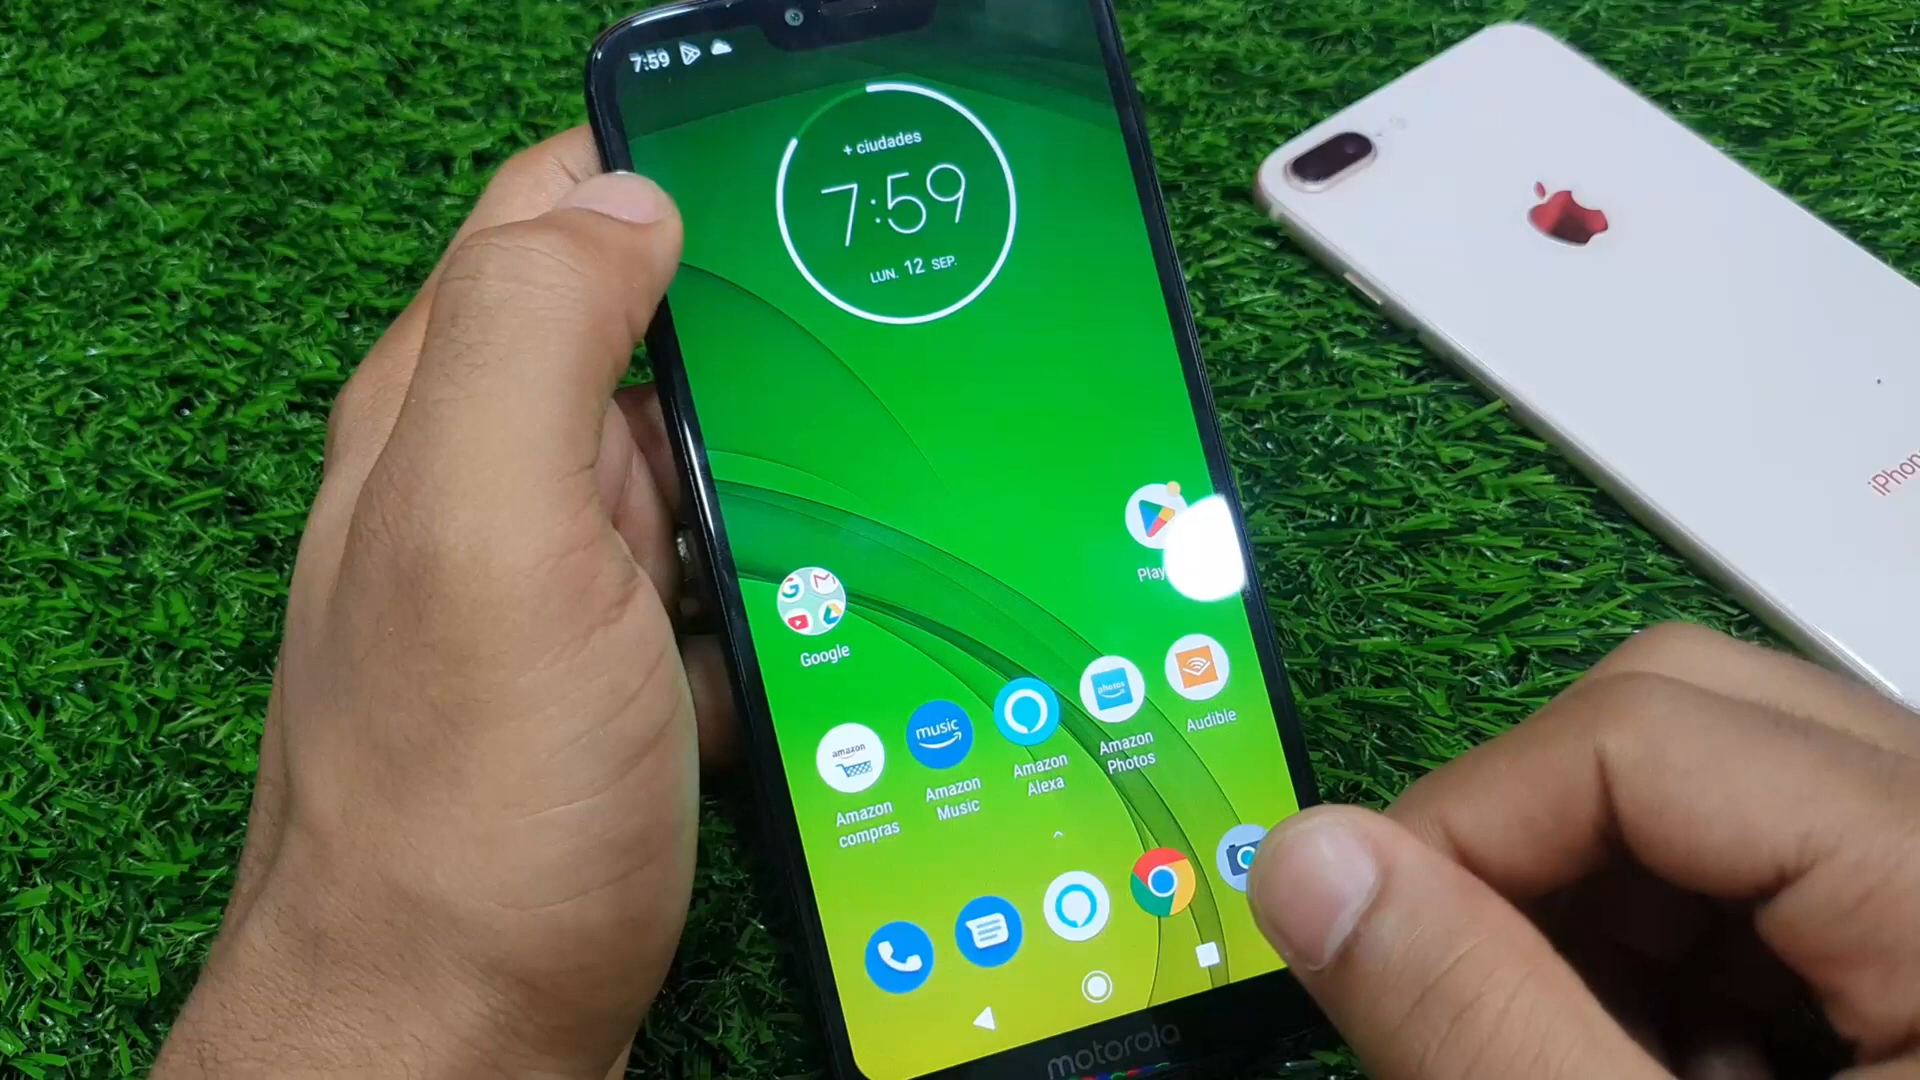 7:59
+ ciudades
7:59
LUN. 12 SEP.
Play
Google
photos
Audible
amazon
music
Amazon
Photos
Amazon
Alexa
Amazon
Music
Amazon
compras
motorola
iPhon